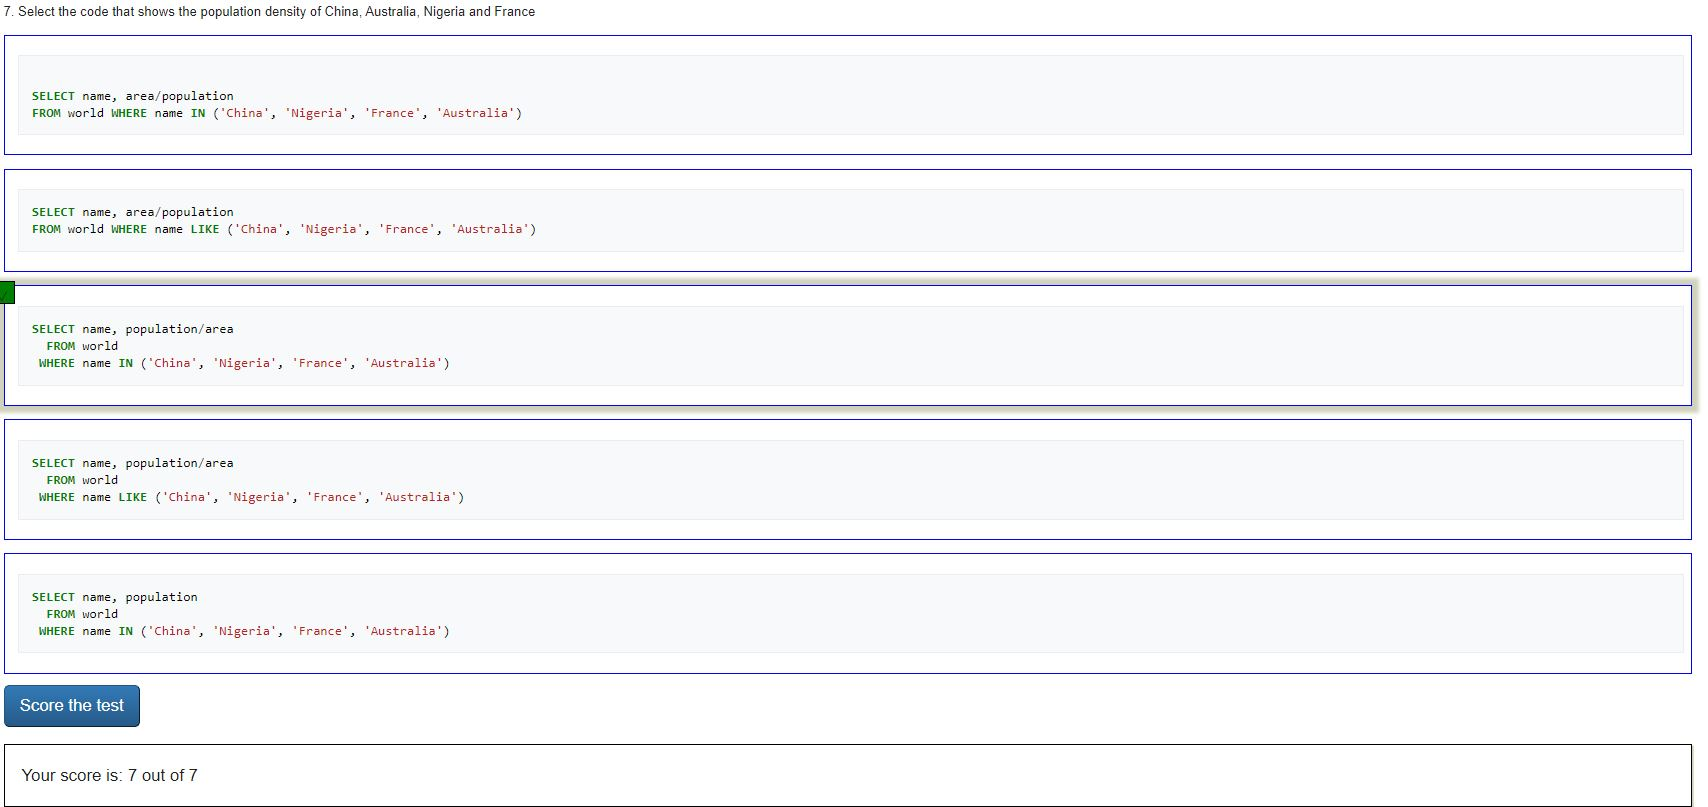 7. Select the code that shows the population density of China, Australia, Nigeria and France
SELECT name, area/population
FROM world WHERE name IN ('China', 'Nigeria', 'France', 'Australia')
SELECT name, area/population
FROM world WHERE name LIKE ('China', 'Nigeria', 'France', 'Australia')
SELECT name, population/area
FROM world
WHERE name IN ('China', 'Nigeria', 'France', 'Australia')
SELECT name, population/area
FROM world
WHERE name LIKE ('China', 'Nigeria', 'France', 'Australia')
SELECT name, population
FROM world
WHERE name IN ('China', 'Nigeria', 'France', 'Australia')
Score the test
Your score is: 7 out of 7